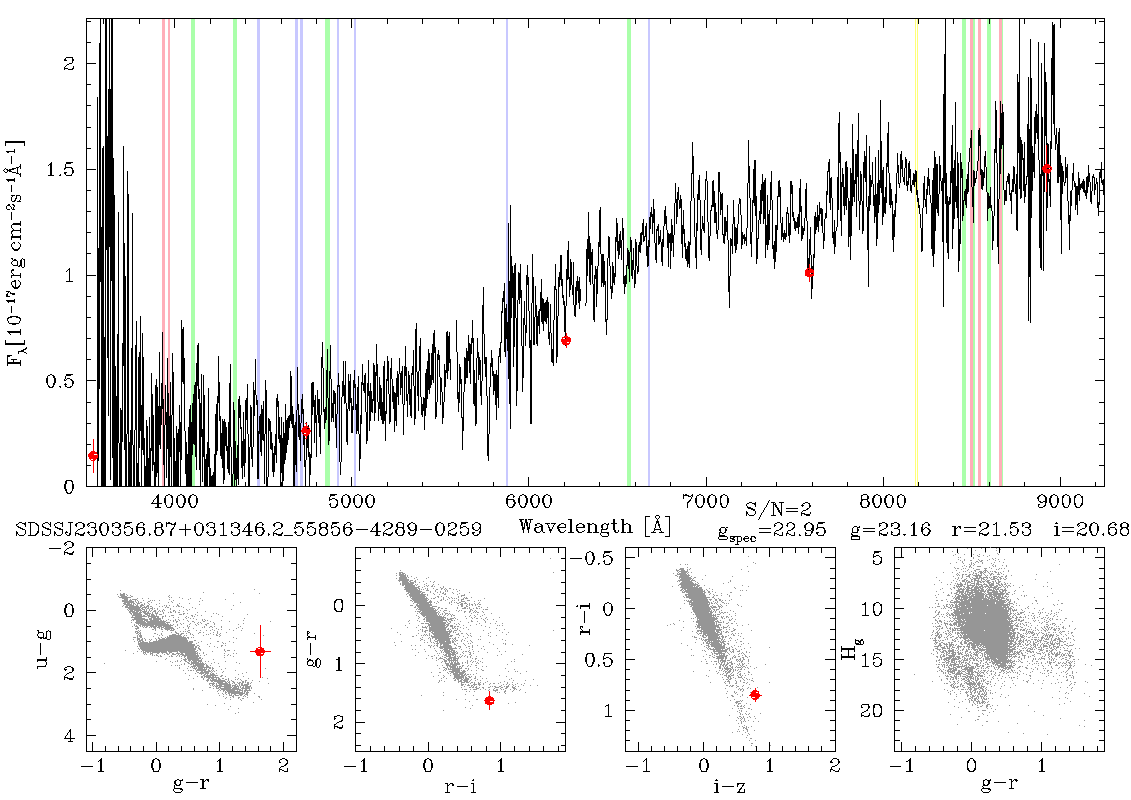 2
1.5
1
0.5
0
F_λ[10⁻¹⁷erg cm⁻²s⁻¹Å⁻¹]
4000 5000 6000 7000 8000 9000
S/N=2
SDSSJ230356.87+031346.2_55856-4289-0259 Wavelength [Å] g_spec=22.95 g=23.16 r=21.53 i=20.68
−2
0
2
4
u−g
−1 0 1 2
g−r
0
1
2
g−r
−1 0 1 2
r−i
−0.5
0
0.5
1
r−i
−1 0 1 2
i−z
5
10
15
20
H_g
−1 0 1 2
g−r